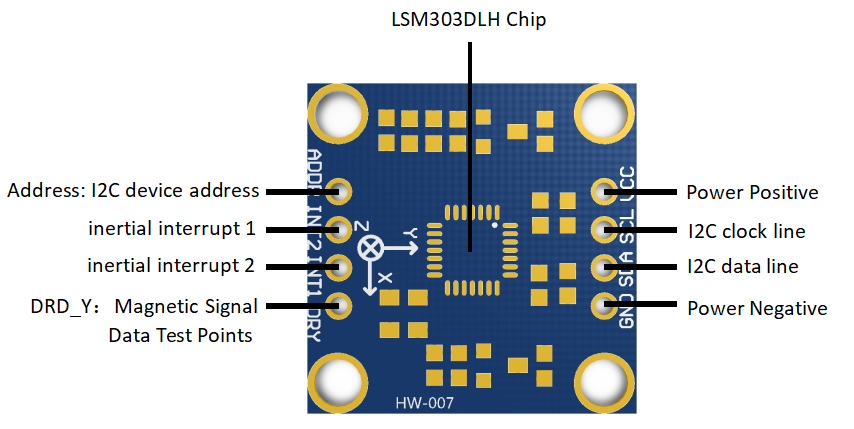 LSM303DLH Chip
Address: I2C device address
inertial interrupt 1
inertial interrupt 2
DRD_Y： Magnetic Signal
Data Test Points
Power Positive
I2C clock line
I2C data line
Power Negative
ADDR INT2 INT1 DRY
VCC
SCL
SDA
GND
Z
Y
X
HW-007